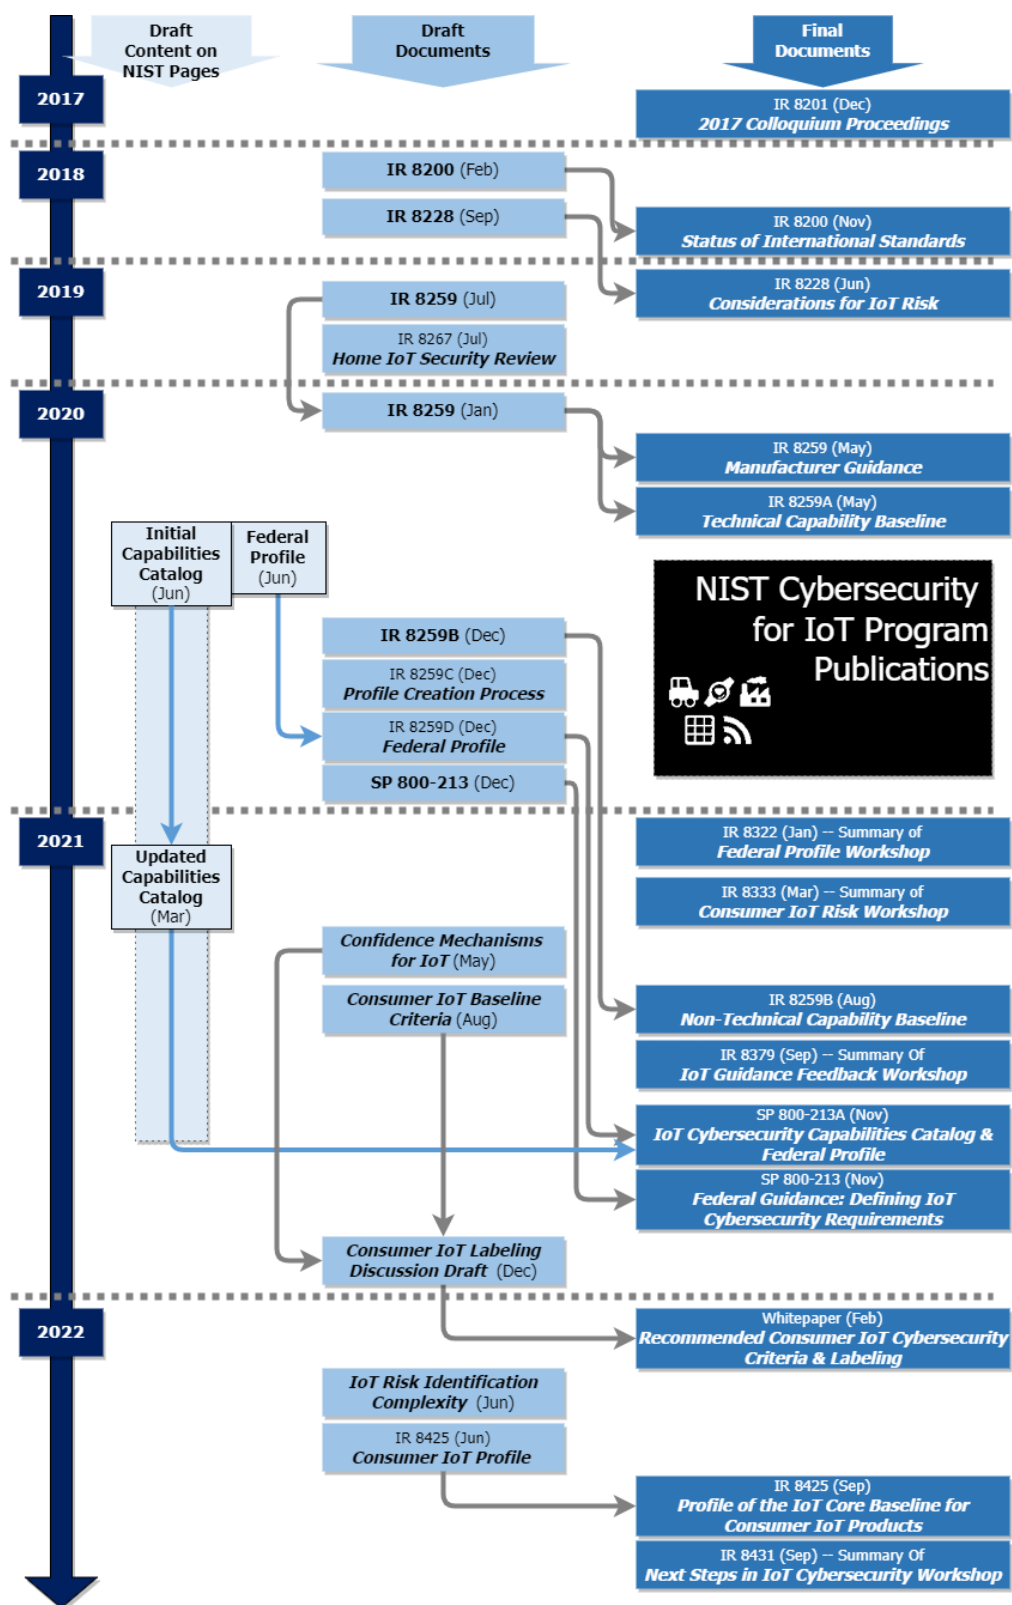 Draft
Content on
NIST Pages
Draft
Documents
Final
Documents
2017
IR 8201 (Dec)
2017 Colloquium Proceedings
2018
IR 8200 (Feb)
IR 8228 (Sep)
IR 8200 (Nov)
Status of International Standards
2019
IR 8228 (Jun)
Considerations for IoT Risk
IR 8259 (Jul)
IR 8267 (Jul)
Home IoT Security Review
2020
IR 8259 (Jan)
IR 8259 (May)
Manufacturer Guidance
IR 8259A (May)
Technical Capability Baseline
Initial
Capabilities
Catalog
(Jun)
Federal
Profile
(Jun)
NIST Cybersecurity
for IoT Program
Publications
IR 8259B (Dec)
IR 8259C (Dec)
Profile Creation Process
IR 8259D (Dec)
Federal Profile
SP 800-213 (Dec)
2021
IR 8322 (Jan) -- Summary of
Federal Profile Workshop
Updated
Capabilities
Catalog
(Mar)
IR 8333 (Mar) -- Summary of
Consumer IoT Risk Workshop
Confidence Mechanisms
for IoT (May)
Consumer IoT Baseline
Criteria (Aug)
IR 8259B (Aug)
Non-Technical Capability Baseline
IR 8379 (Sep) -- Summary Of
IoT Guidance Feedback Workshop
SP 800-213A (Nov)
IoT Cybersecurity Capabilities Catalog &
Federal Profile
SP 800-213 (Nov)
Federal Guidance: Defining IoT
Cybersecurity Requirements
Consumer IoT Labeling
Discussion Draft (Dec)
2022
Whitepaper (Feb)
Recommended Consumer IoT Cybersecurity
Criteria & Labeling
IoT Risk Identification
Complexity (Jun)
IR 8425 (Jun)
Consumer IoT Profile
IR 8425 (Sep)
Profile of the IoT Core Baseline for
Consumer IoT Products
IR 8431 (Sep) -- Summary Of
Next Steps in IoT Cybersecurity Workshop